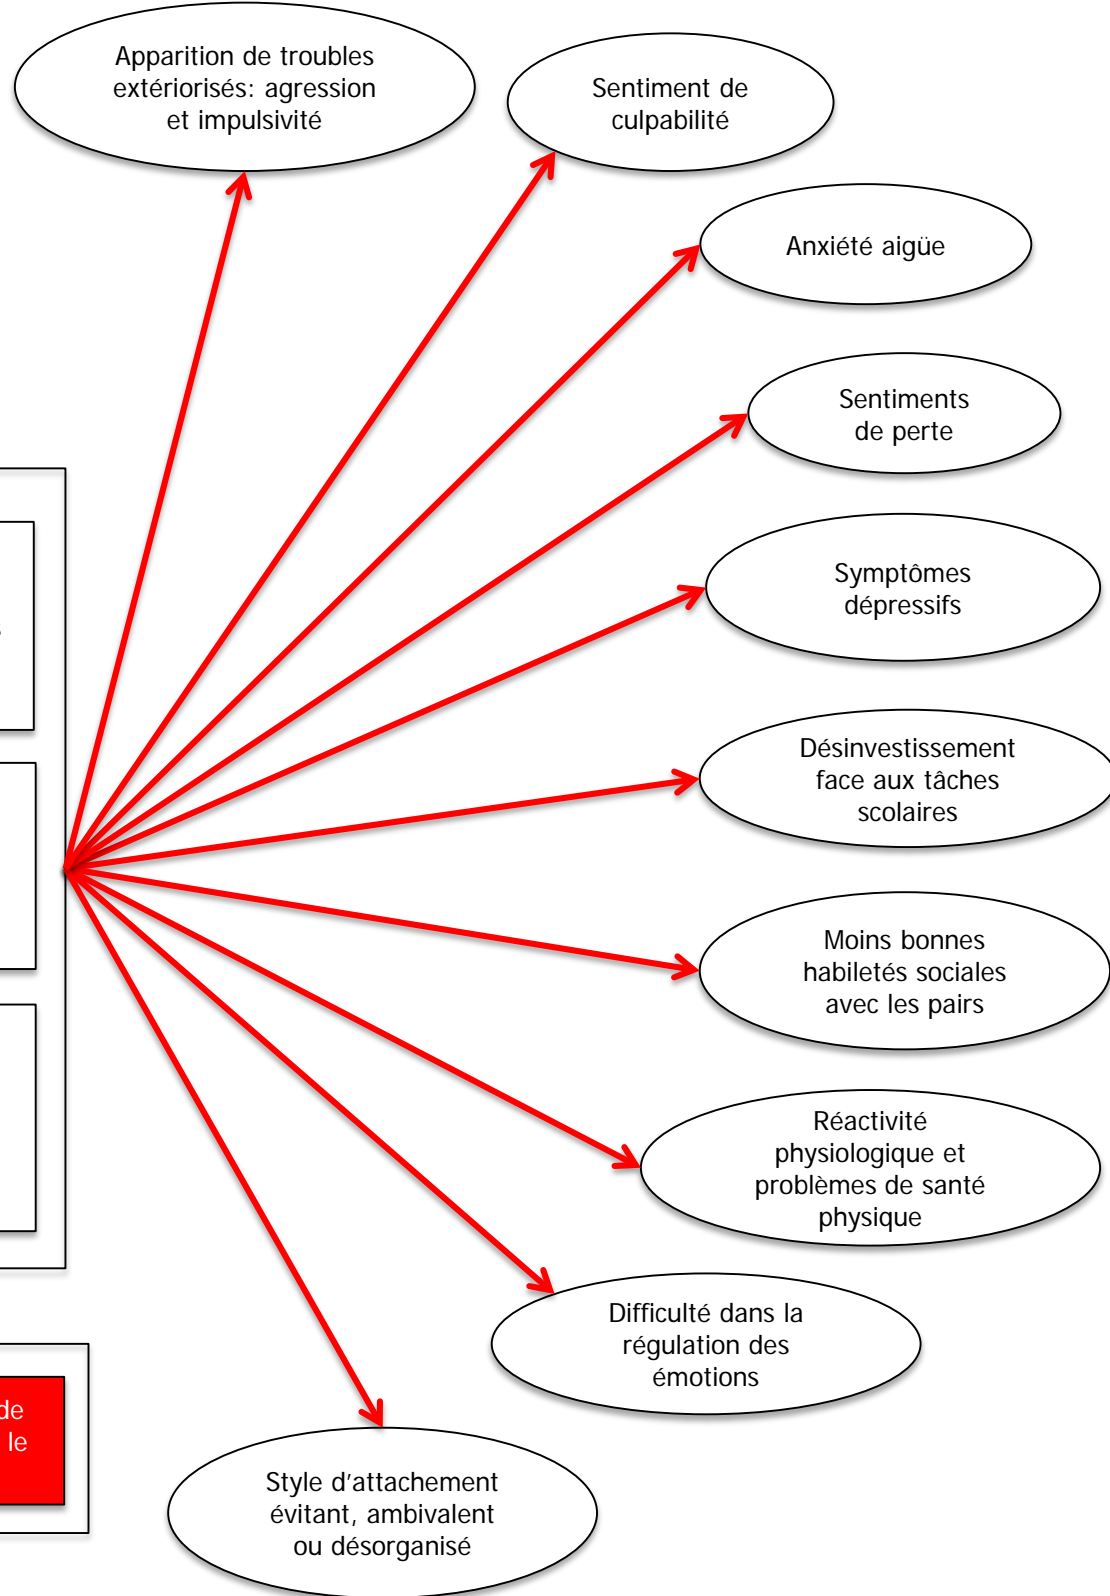 Apparition de troubles
extériorisés: agression
et impulsivité
Sentiment de
culpabilité
Anxiété aigüe
Sentiments
de perte
Symptômes
dépressifs
Désinvestissement
face aux tâches
scolaires
Moins bonnes
habiletés sociales
avec les pairs
Réactivité
physiologique et
problèmes de santé
physique
Difficulté dans la
régulation des
émotions
Style d’attachement
évitant, ambivalent
ou désorganisé
de
le